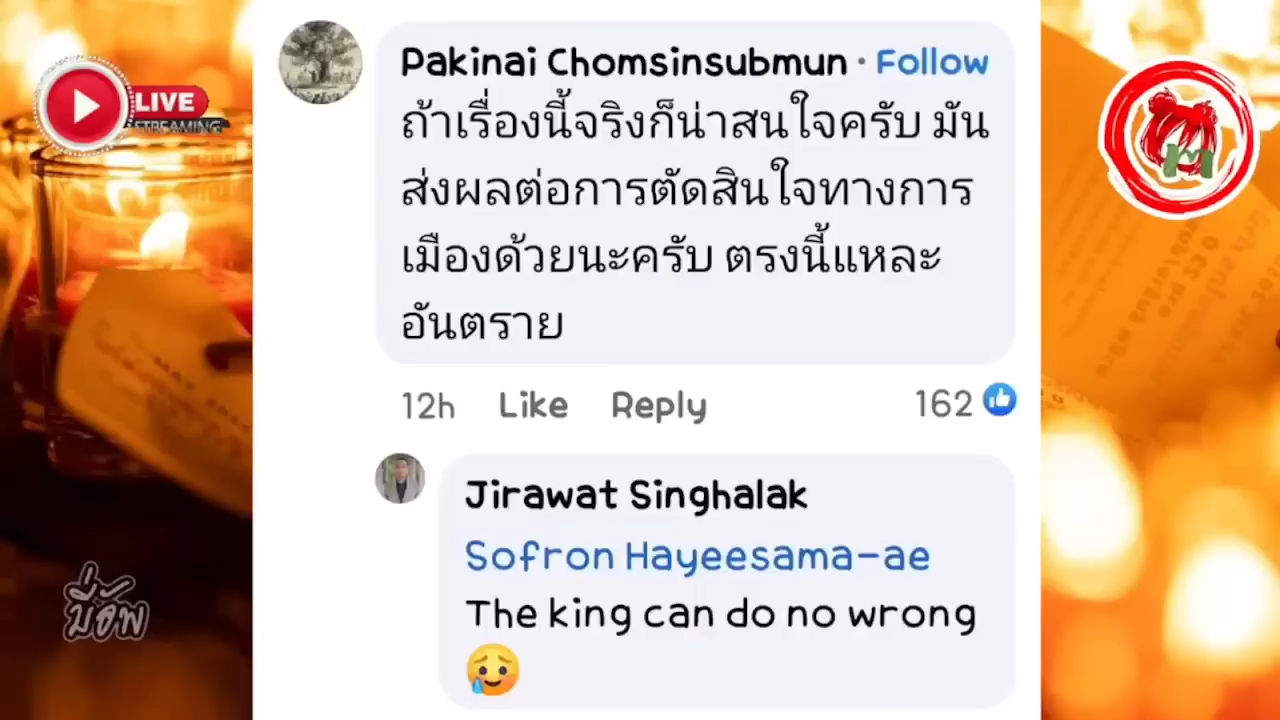 LIVE
STREAMING
Pakinai Chomsinsubmun · Follow
ถ้าเรื่องนี้จริงก็น่าสนใจครับ มัน
ส่งผลต่อการตัดสินใจทางการ
เมืองด้วยนะครับ ตรงนี้แหละ
อันตราย
12h Like Reply 162
Jirawat Singhalak
Sofron Hayeesama-ae
The king can do no wrong
🥲
M